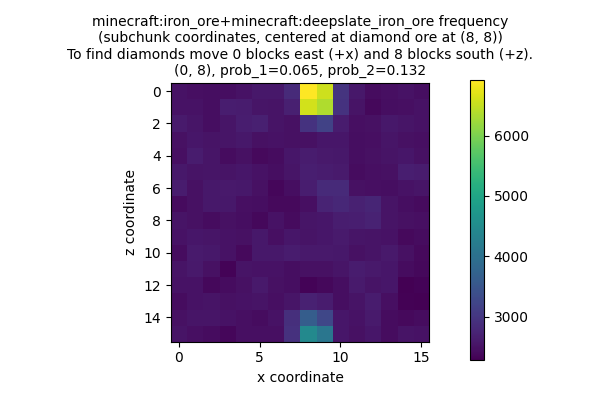 minecraft:iron_ore+minecraft:deepslate_iron_ore frequency
(subchunk coordinates, centered at diamond ore at (8, 8))
To find diamonds move 0 blocks east (+x) and 8 blocks south (+z).
(0, 8), prob_1=0.065, prob_2=0.132
0
2
4
6
8
10
12
14
z coordinate
0
5
10
15
x coordinate
6000
5000
4000
3000